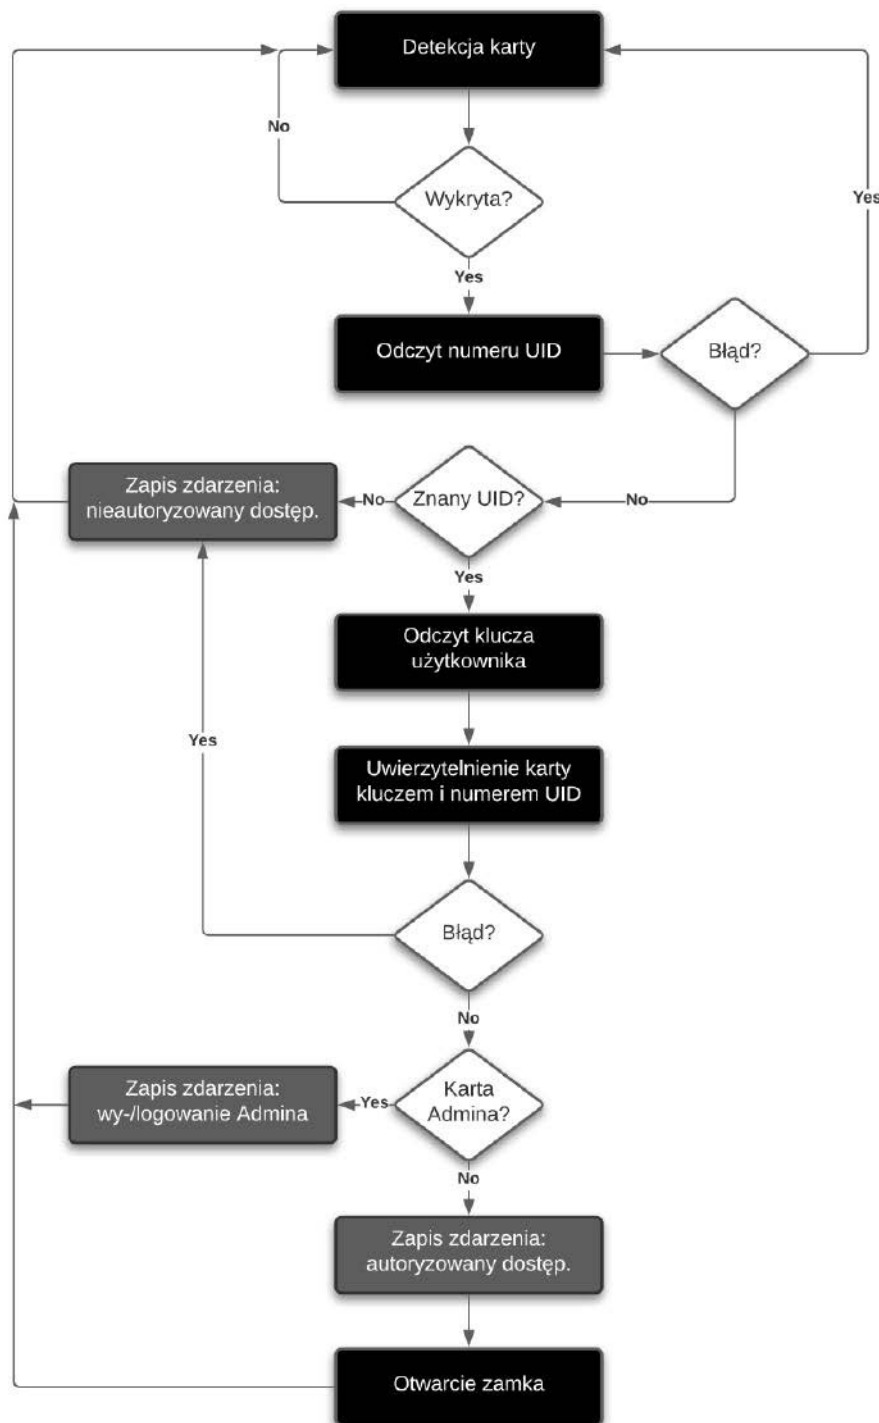 Detekcja karty
No
Wykryta?
Yes
Yes
Odczyt numeru UID
Błąd?
Zapis zdarzenia:
nieautoryzowany dostęp.
No
Znany UID?
No
Yes
Odczyt klucza
użytkownika
Yes
Uwierzytelnienie karty
kluczem i numerem UID
Błąd?
No
Zapis zdarzenia:
wy-/logowanie Admina
Yes
Karta
Admina?
No
Zapis zdarzenia:
autoryzowany dostęp.
Otwarcie zamka